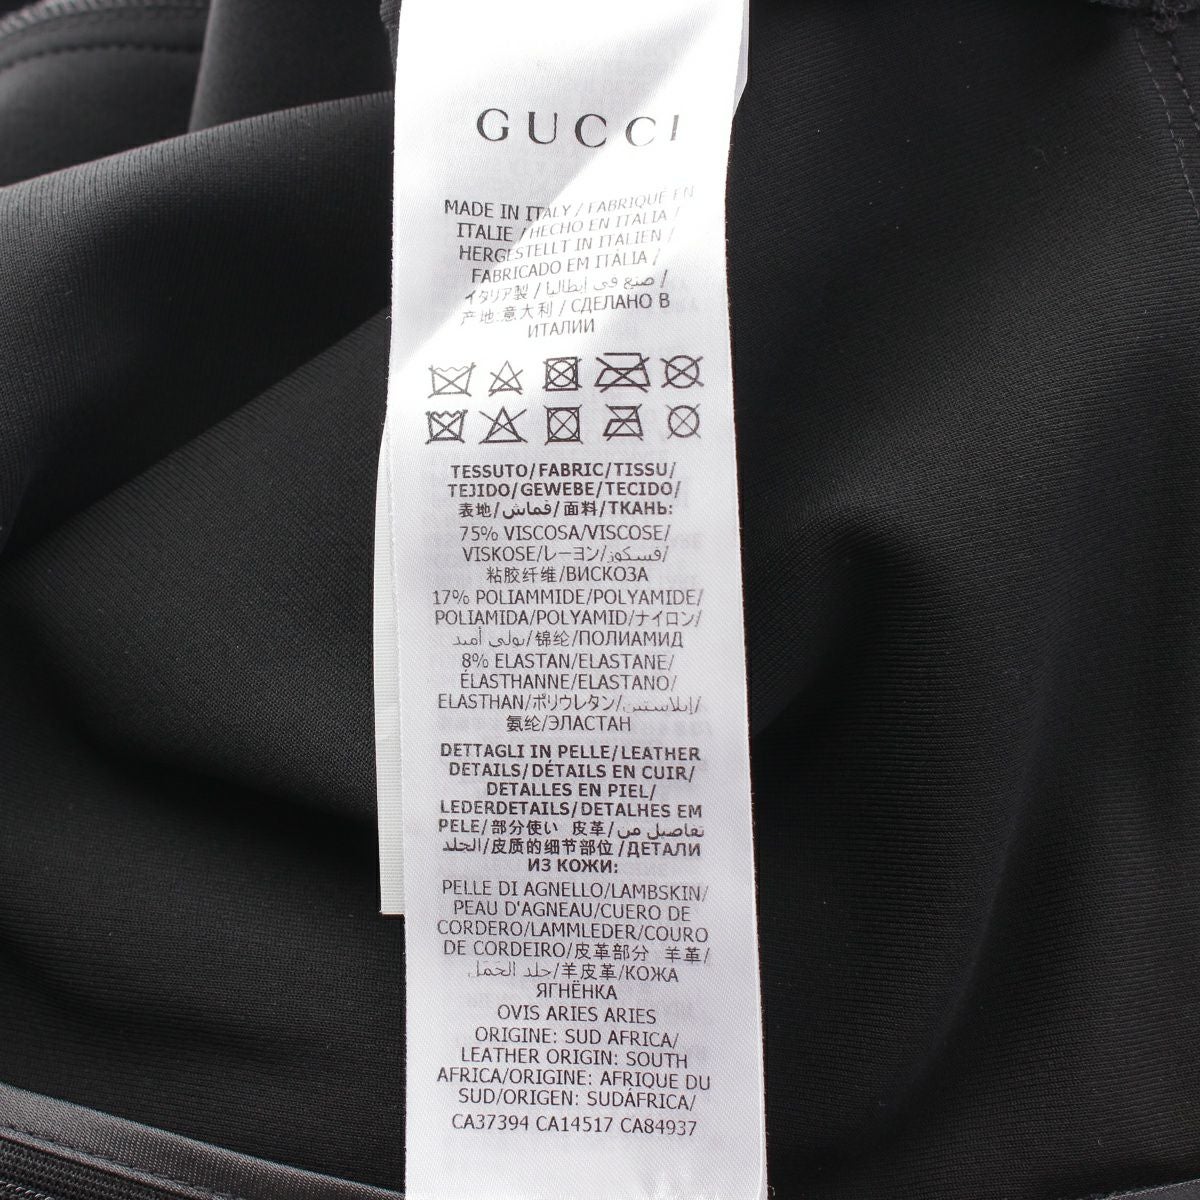 GUCCI
MADE IN ITALY / FABRIQUÉ EN
ITALIE / HECHO EN ITALIA /
HERGESTELLT IN ITALIEN /
FABRICADO EM ITÁLIA /
イタリア製 / صنع في إيطاليا /
产地:意大利 / СДЕЛАНО В
ИТАЛИИ
TESSUTO/FABRIC/TISSU/
TEJIDO/GEWEBE/TECIDO/
表地/قماش/面料/ТКАНЬ:
75% VISCOSA/VISCOSE/
VISKOSE/レーヨン/فسكوز/
粘胶纤维/ВИСКОЗА
17% POLIAMMIDE/POLYAMIDE/
POLIAMIDA/POLYAMID/ナイロン/
بولي أميد/锦纶/ПОЛИАМИД
8% ELASTAN/ELASTANE/
ÉLASTHANNE/ELASTANO/
ELASTHAN/ポリウレタン/إيلاستين/
氨纶/ЭЛАСТАН
DETTAGLI IN PELLE/LEATHER
DETAILS/DÉTAILS EN CUIR/
DETALLES EN PIEL/
LEDERDETAILS/DETALHES EM
PELE/部分使い 皮革/تفاصيل من
الجلد/皮质的细节部位/ДЕТАЛИ
ИЗ КОЖИ:
PELLE DI AGNELLO/LAMBSKIN/
PEAU D'AGNEAU/CUERO DE
CORDERO/LAMMLEDER/COURO
DE CORDEIRO/皮革部分 羊革/
جلد الحَمَل/羊皮革/КОЖА
ЯГНЁНКА
OVIS ARIES ARIES
ORIGINE: SUD AFRICA/
LEATHER ORIGIN: SOUTH
AFRICA/ORIGINE: AFRIQUE DU
SUD/ORIGEN: SUDÁFRICA/
CA37394 CA14517 CA84937